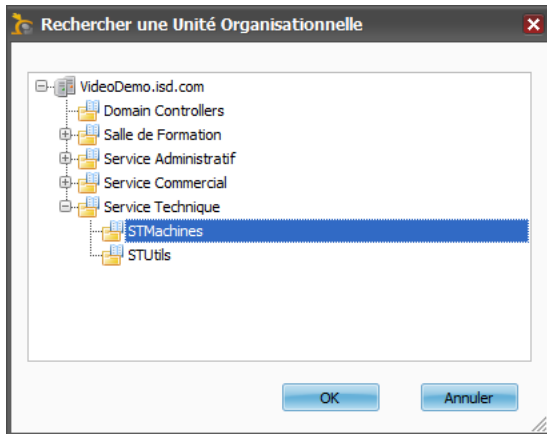 Rechercher une Unité Organisationnelle
VideoDemo.isd.com
Domain Controllers
Salle de Formation
Service Administratif
Service Commercial
Service Technique
STMachines
STUtils
OK Annuler